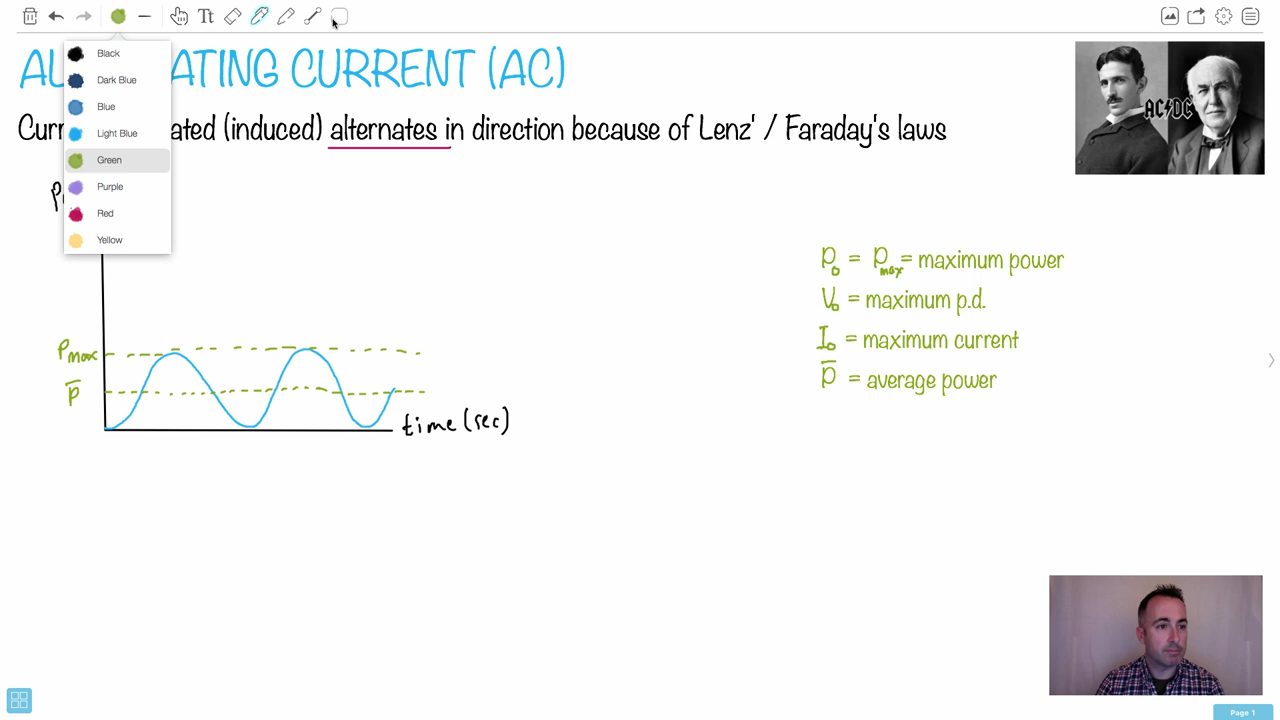 Tt
Black
Dark Blue
Blue
Light Blue
Green
Purple
Red
Yellow
ATING CURRENT (AC)
ated (induced) alternates in direction because of Lenz' / Faraday's laws
AC/DC
P₀ = Pmax = maximum power
V₀ = maximum p.d.
I₀ = maximum current
P̅ = average power
Pmax
P̅
time (sec)
Page 1